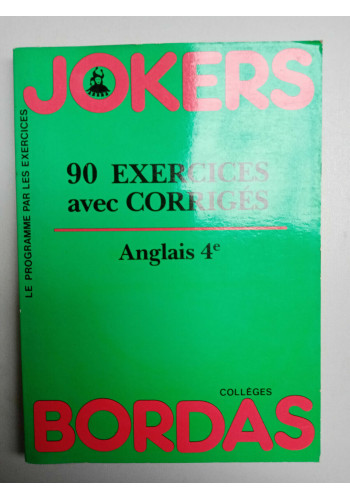 JOKERS
LE PROGRAMME PAR LES EXERCICES
90 EXERCICES
avec CORRIGÉS
Anglais 4e
COLLÈGES
BORDAS